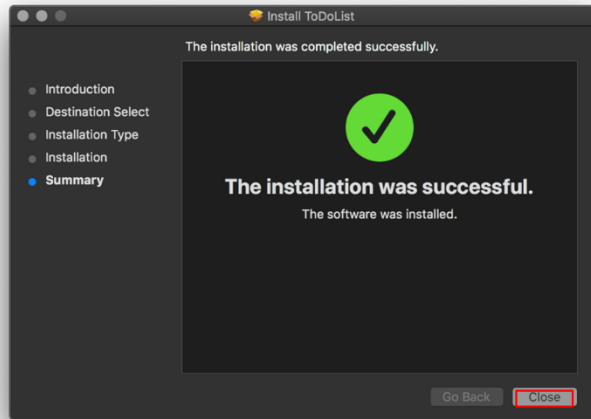 Install ToDoList
The installation was completed successfully.
Introduction
Destination Select
Installation Type
Installation
Summary
The installation was successful.
The software was installed.
Go Back
Close